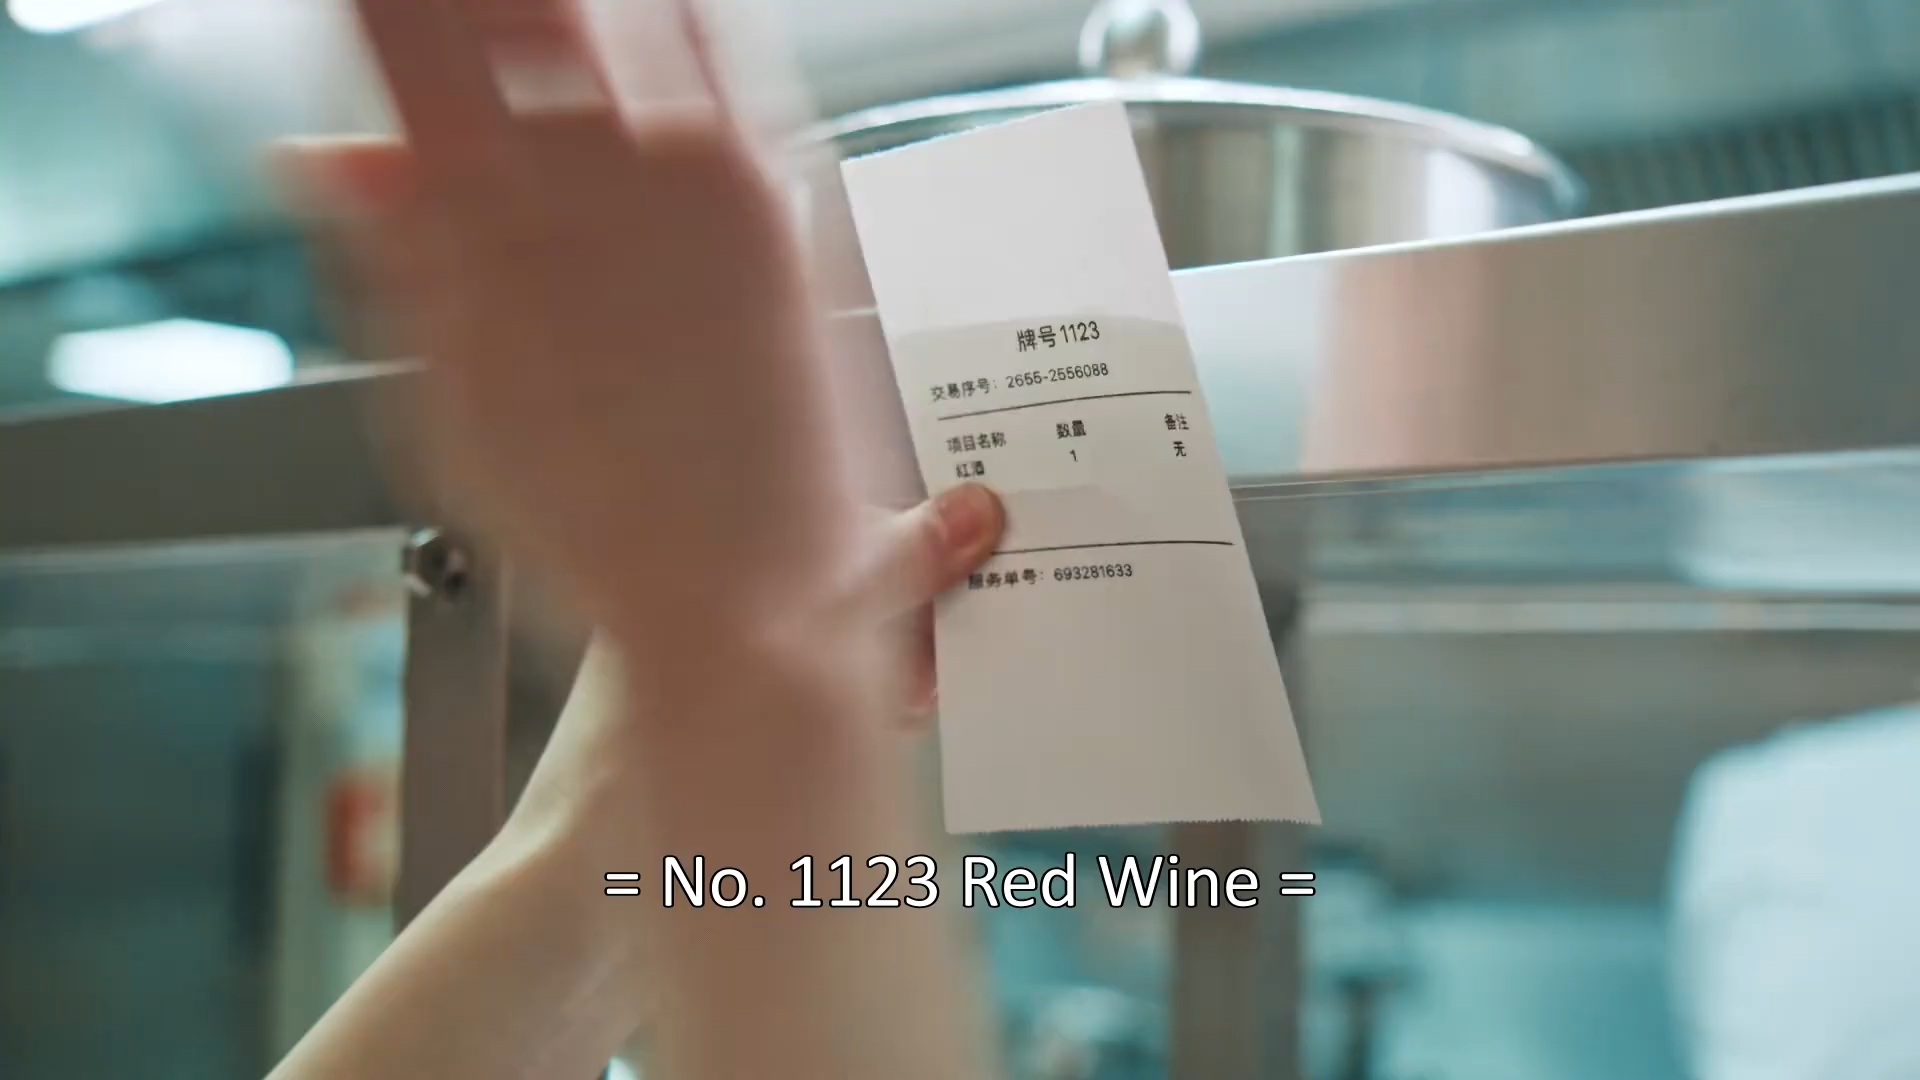 牌号1123
交易序号：2655-2556088
项目名称 数量 备注
红酒 1 无
服务单号：693281633
= No. 1123 Red Wine =